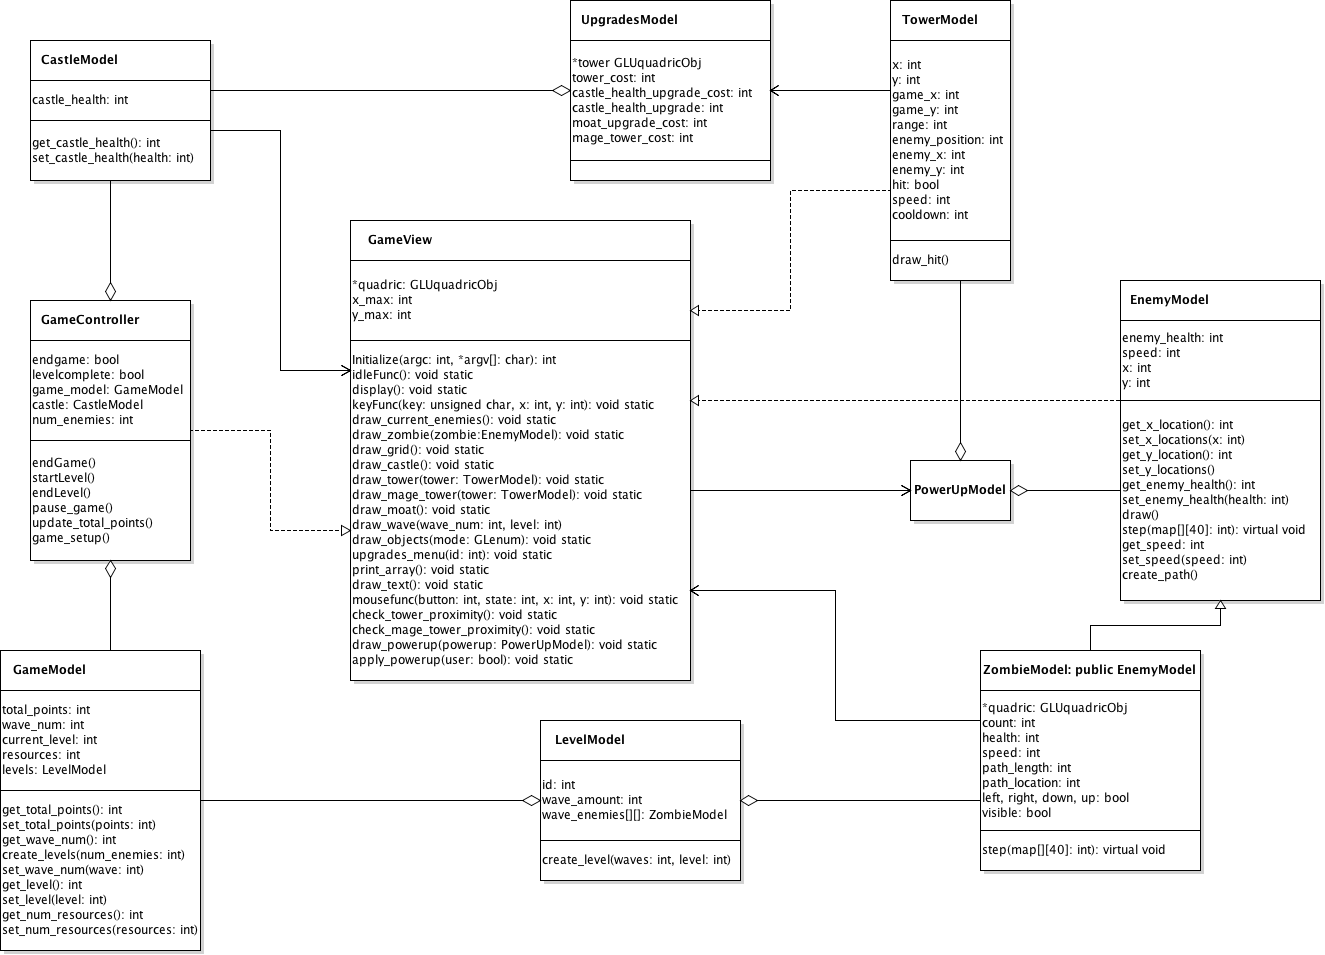 CastleModel
castle_health: int
get_castle_health(): int
set_castle_health(health: int)
UpgradesModel
*tower GLUquadricObj
tower_cost: int
castle_health_upgrade_cost: int
castle_health_upgrade: int
moat_upgrade_cost: int
mage_tower_cost: int
TowerModel
x: int
y: int
game_x: int
game_y: int
range: int
enemy_position: int
enemy_x: int
enemy_y: int
hit: bool
speed: int
cooldown: int
draw_hit()
GameView
*quadric: GLUquadricObj
x_max: int
y_max: int
Initialize(argc: int, *argv[]: char): int
idleFunc(): void static
display(): void static
keyFunc(key: unsigned char, x: int, y: int): void static
draw_current_enemies(): void static
draw_zombie(zombie:EnemyModel): void static
draw_grid(): void static
draw_castle(): void static
draw_tower(tower: TowerModel): void static
draw_mage_tower(tower: TowerModel): void static
draw_moat(): void static
draw_wave(wave_num: int, level: int)
draw_objects(mode: GLenum): void static
upgrades_menu(id: int): void static
print_array(): void static
draw_text(): void static
mousefunc(button: int, state: int, x: int, y: int): void static
check_tower_proximity(): void static
check_mage_tower_proximity(): void static
draw_powerup(powerup: PowerUpModel): void static
apply_powerup(user: bool): void static
EnemyModel
enemy_health: int
speed: int
x: int
y: int
get_x_location(): int
set_x_locations(x: int)
get_y_location(): int
set_y_locations()
get_enemy_health(): int
set_enemy_health(health: int)
draw()
step(map[][40]: int): virtual void
get_speed: int
set_speed(speed: int)
create_path()
GameController
endgame: bool
levelcomplete: bool
game_model: GameModel
castle: CastleModel
num_enemies: int
endGame()
startLevel()
endLevel()
pause_game()
update_total_points()
game_setup()
PowerUpModel
GameModel
total_points: int
wave_num: int
current_level: int
resources: int
levels: LevelModel
get_total_points(): int
set_total_points(points: int)
get_wave_num(): int
create_levels(num_enemies: int)
set_wave_num(wave: int)
get_level(): int
set_level(level: int)
get_num_resources(): int
set_num_resources(resources: int)
LevelModel
id: int
wave_amount: int
wave_enemies[][]: ZombieModel
create_level(waves: int, level: int)
ZombieModel: public EnemyModel
*quadric: GLUquadricObj
count: int
health: int
speed: int
path_length: int
path_location: int
left, right, down, up: bool
visible: bool
step(map[][40]: int): virtual void